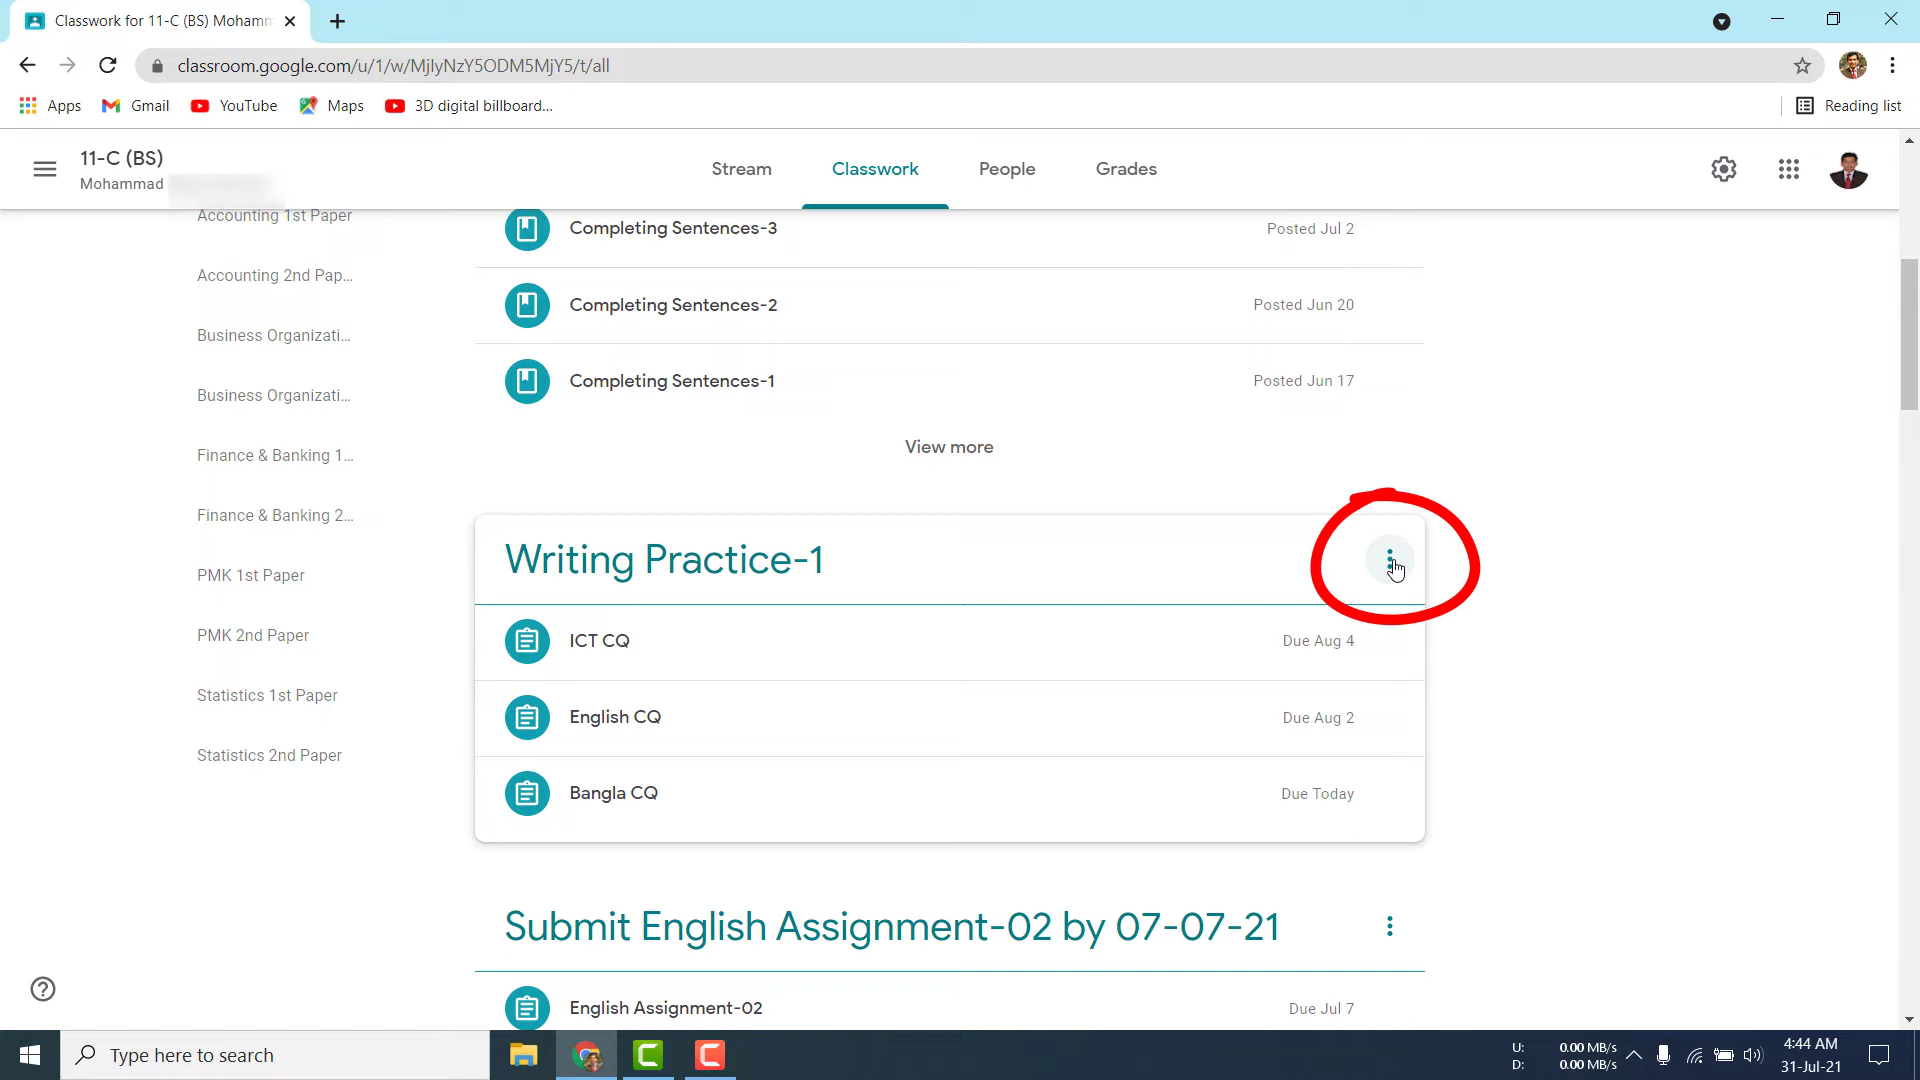 Classwork for 11-C (BS) Mohamm
classroom.google.com/u/1/w/MjIyNzY5ODM5MjY5/t/all
Apps
Gmail
YouTube
Maps
3D digital billboard...
Reading list
11-C (BS)
Mohammad
Stream
Classwork
People
Grades
Accounting 1st Paper
Accounting 2nd Pap...
Business Organizati...
Business Organizati...
Finance & Banking 1...
Finance & Banking 2...
PMK 1st Paper
PMK 2nd Paper
Statistics 1st Paper
Statistics 2nd Paper
Completing Sentences-3
Posted Jul 2
Completing Sentences-2
Posted Jun 20
Completing Sentences-1
Posted Jun 17
View more
Writing Practice-1
ICT CQ
Due Aug 4
English CQ
Due Aug 2
Bangla CQ
Due Today
Submit English Assignment-02 by 07-07-21
English Assignment-02
Due Jul 7
Type here to search
U: 0.00 MB/s
D: 0.00 MB/s
4:44 AM
31-Jul-21